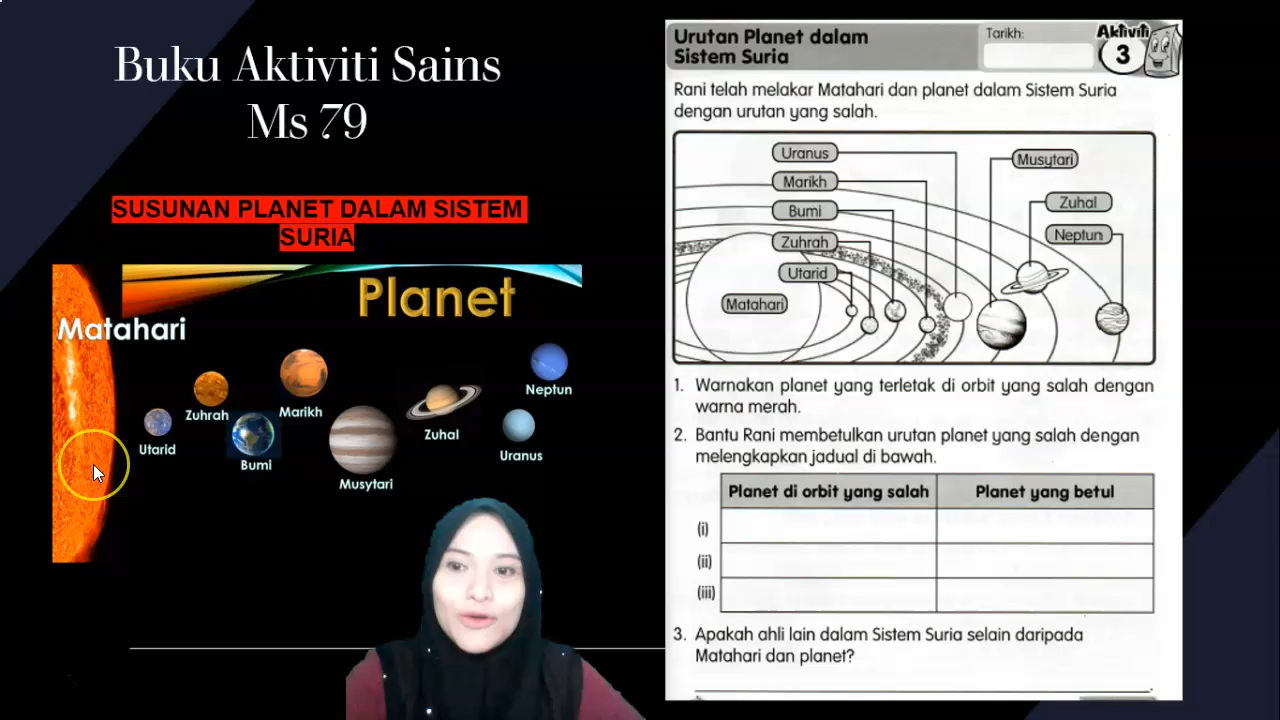 Buku Aktiviti Sains
Ms 79
SUSUNAN PLANET DALAM SISTEM
SURIA
Planet
Matahari
Utarid
Zuhrah
Bumi
Marikh
Musytari
Zuhal
Uranus
Neptun
Urutan Planet dalam
Sistem Suria
Tarikh:
Aktiviti
3
Rani telah melakar Matahari dan planet dalam Sistem Suria
dengan urutan yang salah.
Uranus
Marikh
Bumi
Zuhrah
Utarid
Matahari
Musytari
Zuhal
Neptun
1. Warnakan planet yang terletak di orbit yang salah dengan
warna merah.
2. Bantu Rani membetulkan urutan planet yang salah dengan
melengkapkan jadual di bawah.
Planet di orbit yang salah Planet yang betul
(i)
(ii)
(iii)
3. Apakah ahli lain dalam Sistem Suria selain daripada
Matahari dan planet?